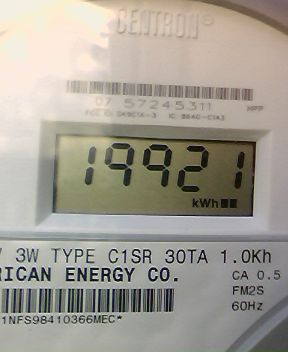 CENTRON®
07 57245311
19921
kWh
3W TYPE C1SR 30TA 1.0Kh
RICAN ENERGY CO.
CA 0.5
FM2S
60Hz
1NFS98410366MEC*